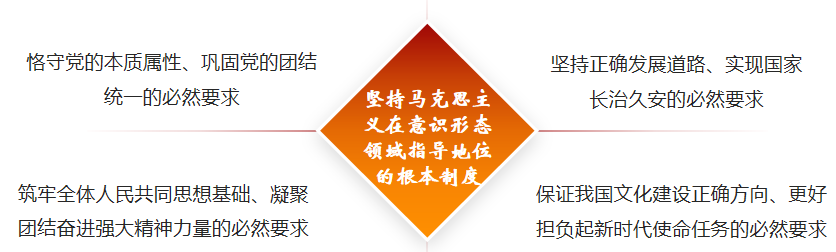 恪守党的本质属性、巩固党的团结
统一的必然要求
坚持正确发展道路、实现国家
长治久安的必然要求
坚持马克思主
义在意识形态
领域指导地位
的根本制度
筑牢全体人民共同思想基础、凝聚
团结奋进强大精神力量的必然要求
保证我国文化建设正确方向、更好
担负起新时代使命任务的必然要求